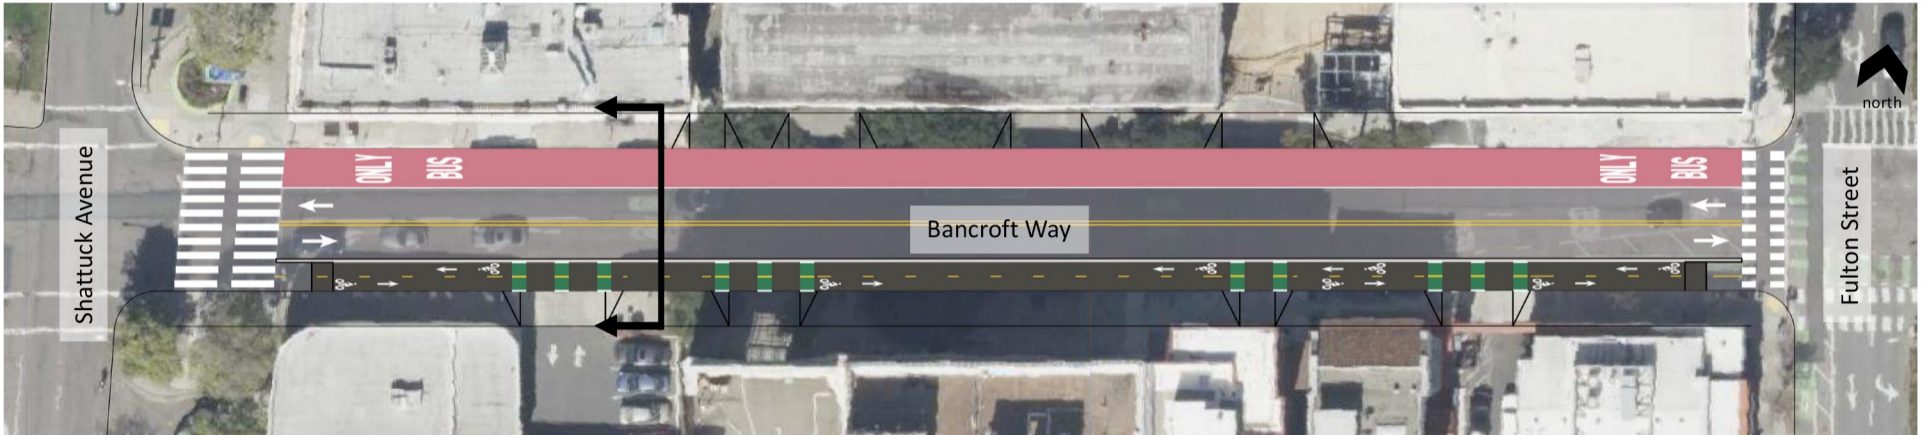 north
Shattuck Avenue
ONLY
BUS
ONLY
BUS
Bancroft Way
Fulton Street